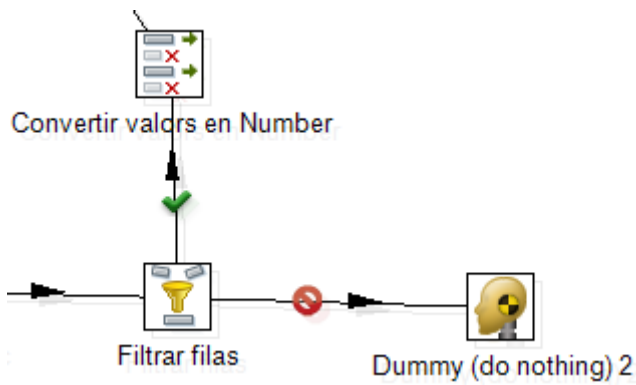 Convertir valors en Number
Filtrar filas
Dummy (do nothing) 2